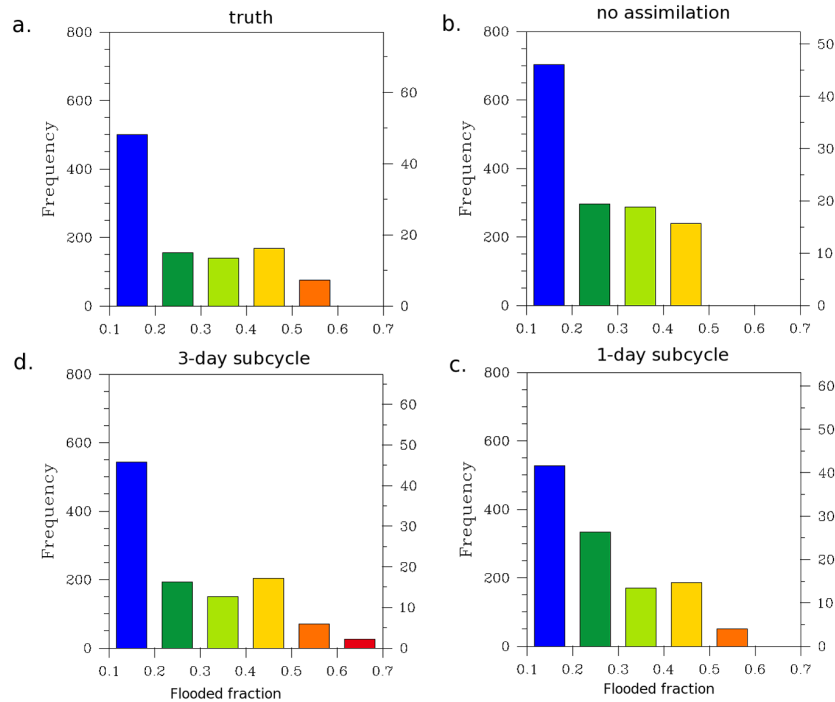 a.
truth
800
600
400
200
0
Frequency
60
40
20
0
0.1 0.2 0.3 0.4 0.5 0.6 0.7
b.
no assimilation
800
600
400
200
0
Frequency
50
40
30
20
10
0
0.1 0.2 0.3 0.4 0.5 0.6 0.7
d.
3-day subcycle
800
600
400
200
0
Frequency
60
50
40
30
20
10
0
0.1 0.2 0.3 0.4 0.5 0.6 0.7
Flooded fraction
c.
1-day subcycle
800
600
400
200
0
Frequency
60
50
40
30
20
10
0
0.1 0.2 0.3 0.4 0.5 0.6 0.7
Flooded fraction